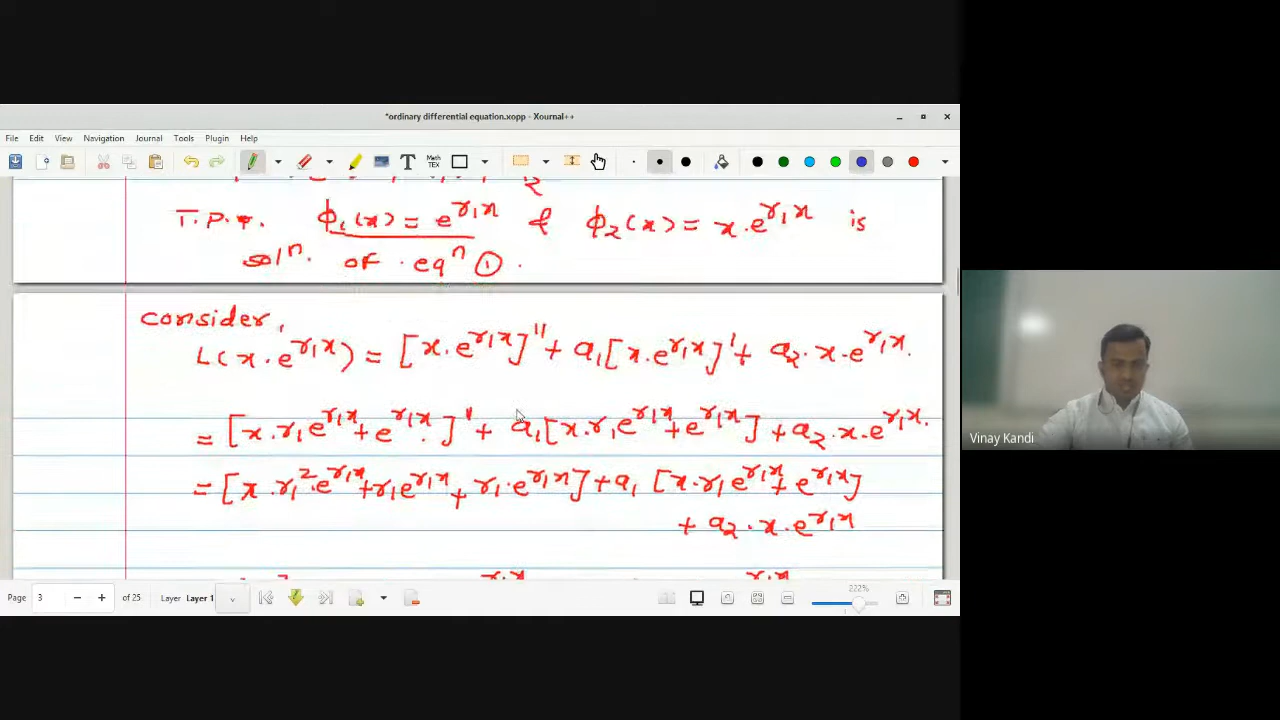 *ordinary differential equation.xopp - Xournal++
File Edit View Navigation Journal Tools Plugin Help
T.P.T. ϕ₁(x) = e^{r₁x} & ϕ₂(x) = x·e^{r₁x} is
solⁿ. of eqⁿ ①.
consider,
L(x·e^{r₁x}) = [x·e^{r₁x}]'' + a₁[x·e^{r₁x}]' + a₂·x·e^{r₁x}.
= [x·r₁e^{r₁x} + e^{r₁x}.]'' + a₁[x·r₁e^{r₁x} + e^{r₁x}] + a₂·x·e^{r₁x}.
= [x·r₁²·e^{r₁x} + r₁e^{r₁x} + r₁·e^{r₁x}] + a₁ [x·r₁e^{r₁x} + e^{r₁x}]
+ a₂·x·e^{r₁x}
Vinay Kandi
Page 3 of 25 Layer Layer 1 222%